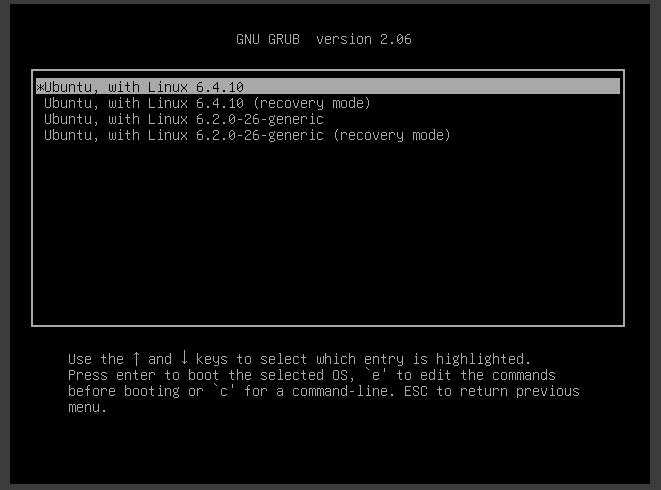 GNU GRUB  version 2.06
*Ubuntu, with Linux 6.4.10
Ubuntu, with Linux 6.4.10 (recovery mode)
Ubuntu, with Linux 6.2.0-26-generic
Ubuntu, with Linux 6.2.0-26-generic (recovery mode)
Use the ↑ and ↓ keys to select which entry is highlighted.
Press enter to boot the selected OS, `e' to edit the commands
before booting or `c' for a command-line. ESC to return previous
menu.